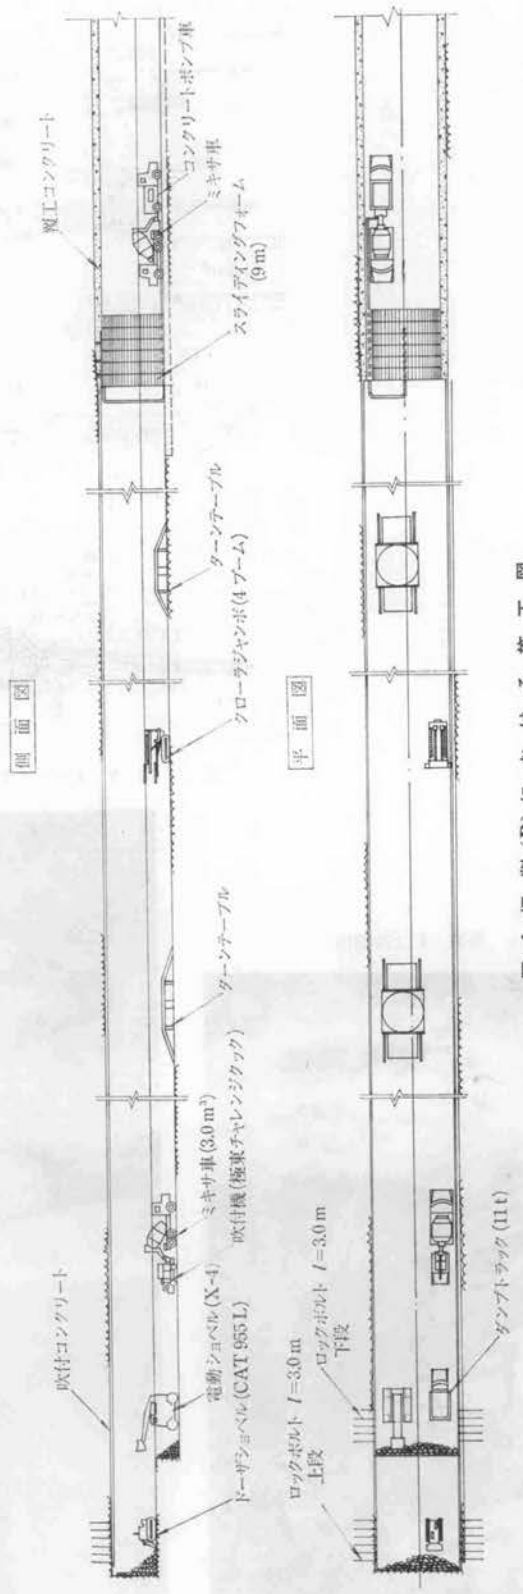 側面図
覆工コンクリート
コンクリートポンプ車
ミキサ車
スライディングフォーム
(9m)
ターンテーブル
クローラジャンボ(4ブーム)
ターンテーブル
ミキサ車(3.0m³)
吹付機(極東チャレンジクック)
吹付コンクリート
電動ショベル(X-4)
ドーザショベル(CAT 955 L)
平面図
ロックボルト l=3.0m
下段
ロックボルト l=3.0m
上段
ダンプトラック(11t)